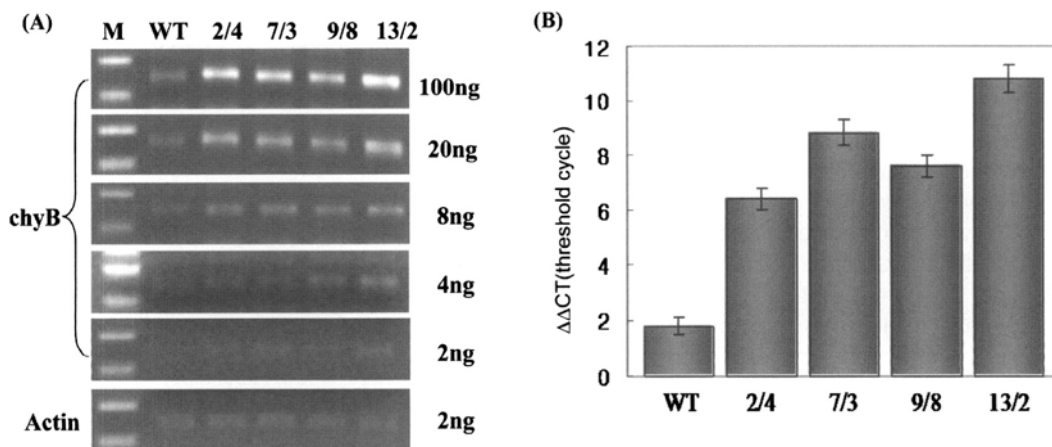 (A)
M WT 2/4 7/3 9/8 13/2
100ng
20ng
chyB
8ng
4ng
2ng
Actin
2ng
(B)
ΔΔCT(threshold cycle)
12
10
8
6
4
2
0
WT 2/4 7/3 9/8 13/2